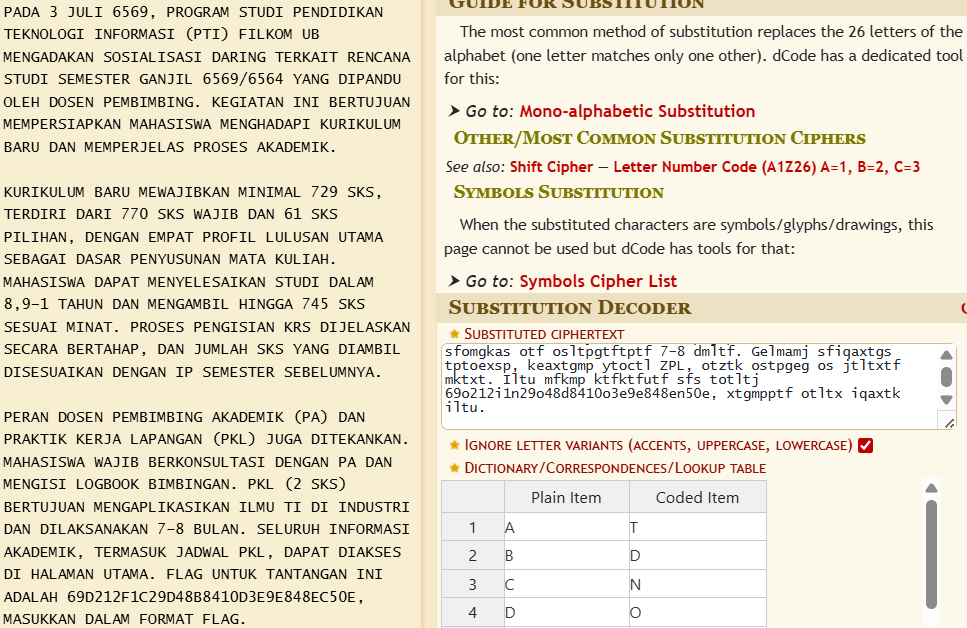 PADA 3 JULI 6569, PROGRAM STUDI PENDIDIKAN
TEKNOLOGI INFORMASI (PTI) FILKOM UB
MENGADAKAN SOSIALISASI DARING TERKAIT RENCANA
STUDI SEMESTER GANJIL 6569/6564 YANG DIPANDU
OLEH DOSEN PEMBIMBING. KEGIATAN INI BERTUJUAN
MEMPERSIAPKAN MAHASISWA MENGHADAPI KURIKULUM
BARU DAN MEMPERJELAS PROSES AKADEMIK.
KURIKULUM BARU MEWAJIBKAN MINIMAL 729 SKS,
TERDIRI DARI 770 SKS WAJIB DAN 61 SKS
PILIHAN, DENGAN EMPAT PROFIL LULUSAN UTAMA
SEBAGAI DASAR PENYUSUNAN MATA KULIAH.
MAHASISWA DAPAT MENYELESAIKAN STUDI DALAM
8,9-1 TAHUN DAN MENGAMBIL HINGGA 745 SKS
SESUAI MINAT. PROSES PENGISIAN KRS DIJELASKAN
SECARA BERTAHAP, DAN JUMLAH SKS YANG DIAMBIL
DISESUAIKAN DENGAN IP SEMESTER SEBELUMNYA.
PERAN DOSEN PEMBIMBING AKADEMIK (PA) DAN
PRAKTIK KERJA LAPANGAN (PKL) JUGA DITEKANKAN.
MAHASISWA WAJIB BERKONSULTASI DENGAN PA DAN
MENGISI LOGBOOK BIMBINGAN. PKL (2 SKS)
BERTUJUAN MENGAPLIKASIKAN ILMU TI DI INDUSTRI
DAN DILAKSANAKAN 7-8 BULAN. SELURUH INFORMASI
AKADEMIK, TERMASUK JADWAL PKL, DAPAT DIAKSES
DI HALAMAN UTAMA. FLAG UNTUK TANTANGAN INI
ADALAH 69D212F1C29D48B8410D3E9E848EC50E,
MASUKKAN DALAM FORMAT FLAG.
GUIDE FOR SUBSTITUTION
The most common method of substitution replaces the 26 letters of the
alphabet (one letter matches only one other). dCode has a dedicated tool
for this:
➤ Go to: Mono-alphabetic Substitution
OTHER/MOST COMMON SUBSTITUTION CIPHERS
See also: Shift Cipher — Letter Number Code (A1Z26) A=1, B=2, C=3
SYMBOLS SUBSTITUTION
When the substituted characters are symbols/glyphs/drawings, this
page cannot be used but dCode has tools for that:
➤ Go to: Symbols Cipher List
SUBSTITUTION DECODER
★ SUBSTITUTED CIPHERTEXT
sfomgkas otf osltpgtftptf 7-8 dmltf. Gelmamj sfiqaxtgs
tptoexsp, keaxtgmp ytoctl ZPL, otztk ostpgeg os jtltxtf
mktxt. Iltu mfkmp ktfktfutf sfs totltj
69o212i1n29o48d8410o3e9e848en50e, xtgmpptf otltx iqaxtk
iltu.
★ IGNORE LETTER VARIANTS (ACCENTS, UPPERCASE, LOWERCASE)
★ DICTIONARY/CORRESPONDENCES/LOOKUP TABLE
Plain Item Coded Item
1 A T
2 B D
3 C N
4 D O